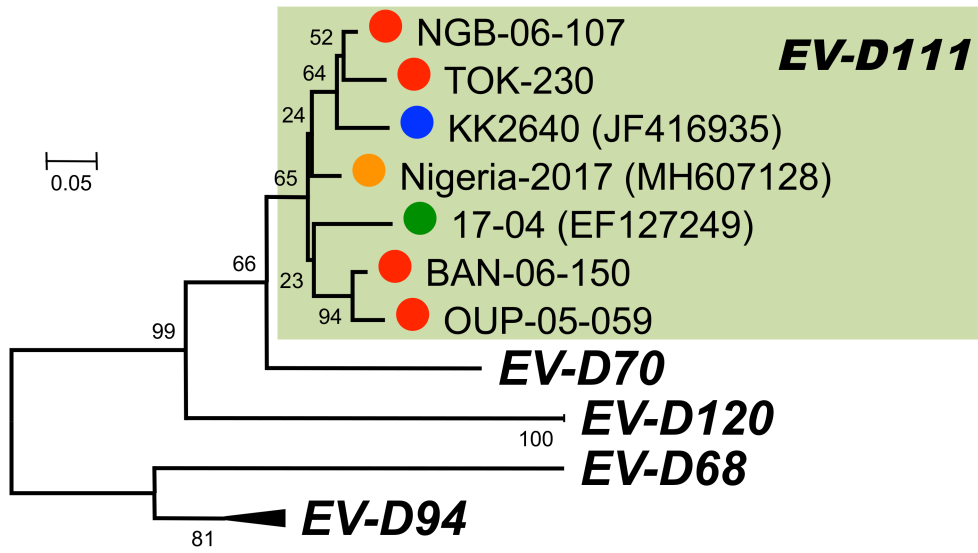 52
NGB-06-107
EV-D111
64
TOK-230
24
KK2640 (JF416935)
0.05
65
Nigeria-2017 (MH607128)
17-04 (EF127249)
66
23
BAN-06-150
94
OUP-05-059
99
EV-D70
EV-D120
100
EV-D68
EV-D94
81